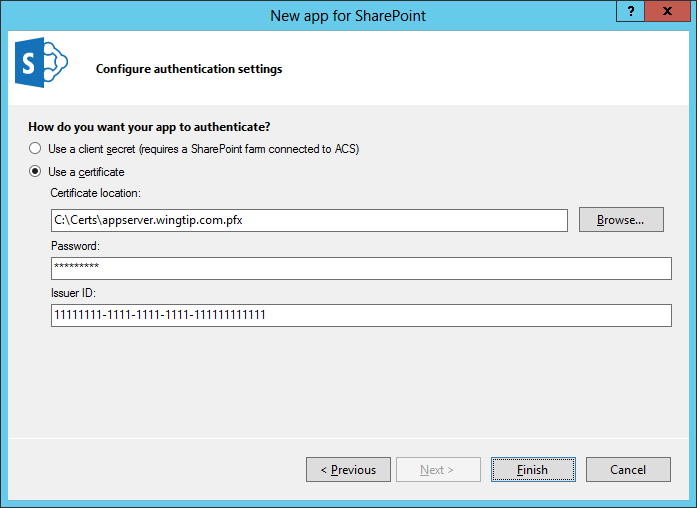 New app for SharePoint
? x
S
Configure authentication settings
How do you want your app to authenticate?
Use a client secret (requires a SharePoint farm connected to ACS)
Use a certificate
Certificate location:
C:\Certs\appserver.wingtip.com.pfx
Browse...
Password:
*********
Issuer ID:
11111111-1111-1111-1111-111111111111
< Previous Next > Finish Cancel